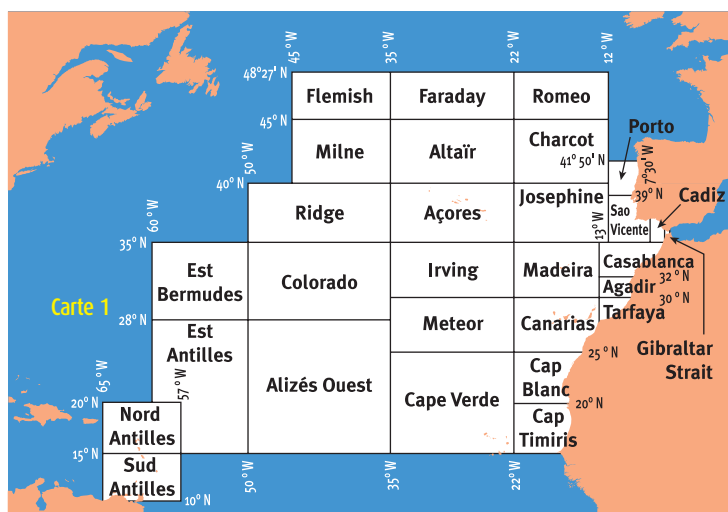 45° W
35° W
22° W
12° W
48°27' N
Flemish
Faraday
Romeo
45° N
Porto
Milne
Altaïr
Charcot
41° 50' N
7°30' W
50° W
40° N
Josephine
39° N
Cadiz
Ridge
Açores
13° W
Sao
Vicente
60° W
35° N
Est
Bermudes
Colorado
Irving
Madeira
Casablanca
32° N
Agadir
30° N
Carte 1
28° N
Meteor
Canarias
Tarfaya
Est
Antilles
25° N
Gibraltar
Strait
65° W
57° W
Alizés Ouest
Cape Verde
Cap
Blanc
20° N
20° N
Nord
Antilles
Cap
Timiris
15° N
Sud
Antilles
10° N
50° W
35° W
22° W